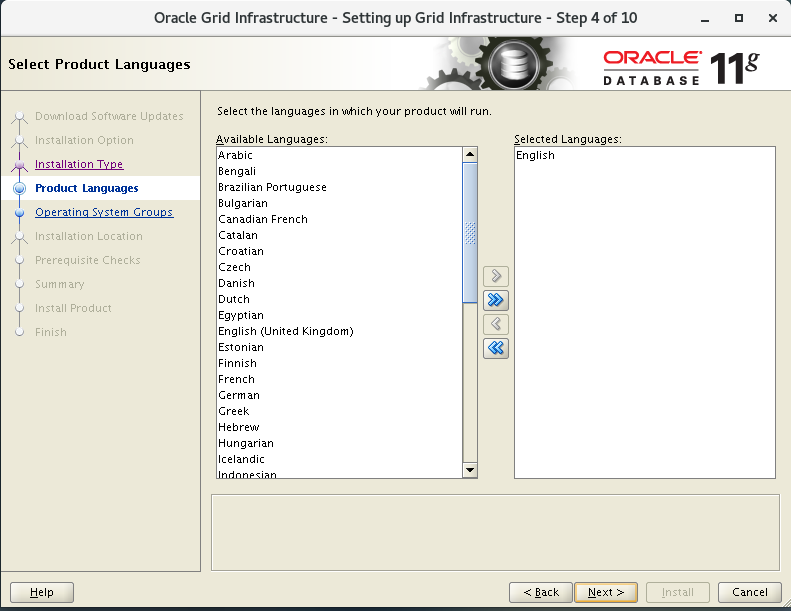 Oracle Grid Infrastructure - Setting up Grid Infrastructure - Step 4 of 10
Select Product Languages
ORACLE
DATABASE 11g
Download Software Updates
Installation Option
Installation Type
Product Languages
Operating System Groups
Installation Location
Prerequisite Checks
Summary
Install Product
Finish
Select the languages in which your product will run.
Available Languages:
Arabic
Bengali
Brazilian Portuguese
Bulgarian
Canadian French
Catalan
Croatian
Czech
Danish
Dutch
Egyptian
English (United Kingdom)
Estonian
Finnish
French
German
Greek
Hebrew
Hungarian
Icelandic
Indonesian
Selected Languages:
English
Help
< Back
Next >
Install
Cancel